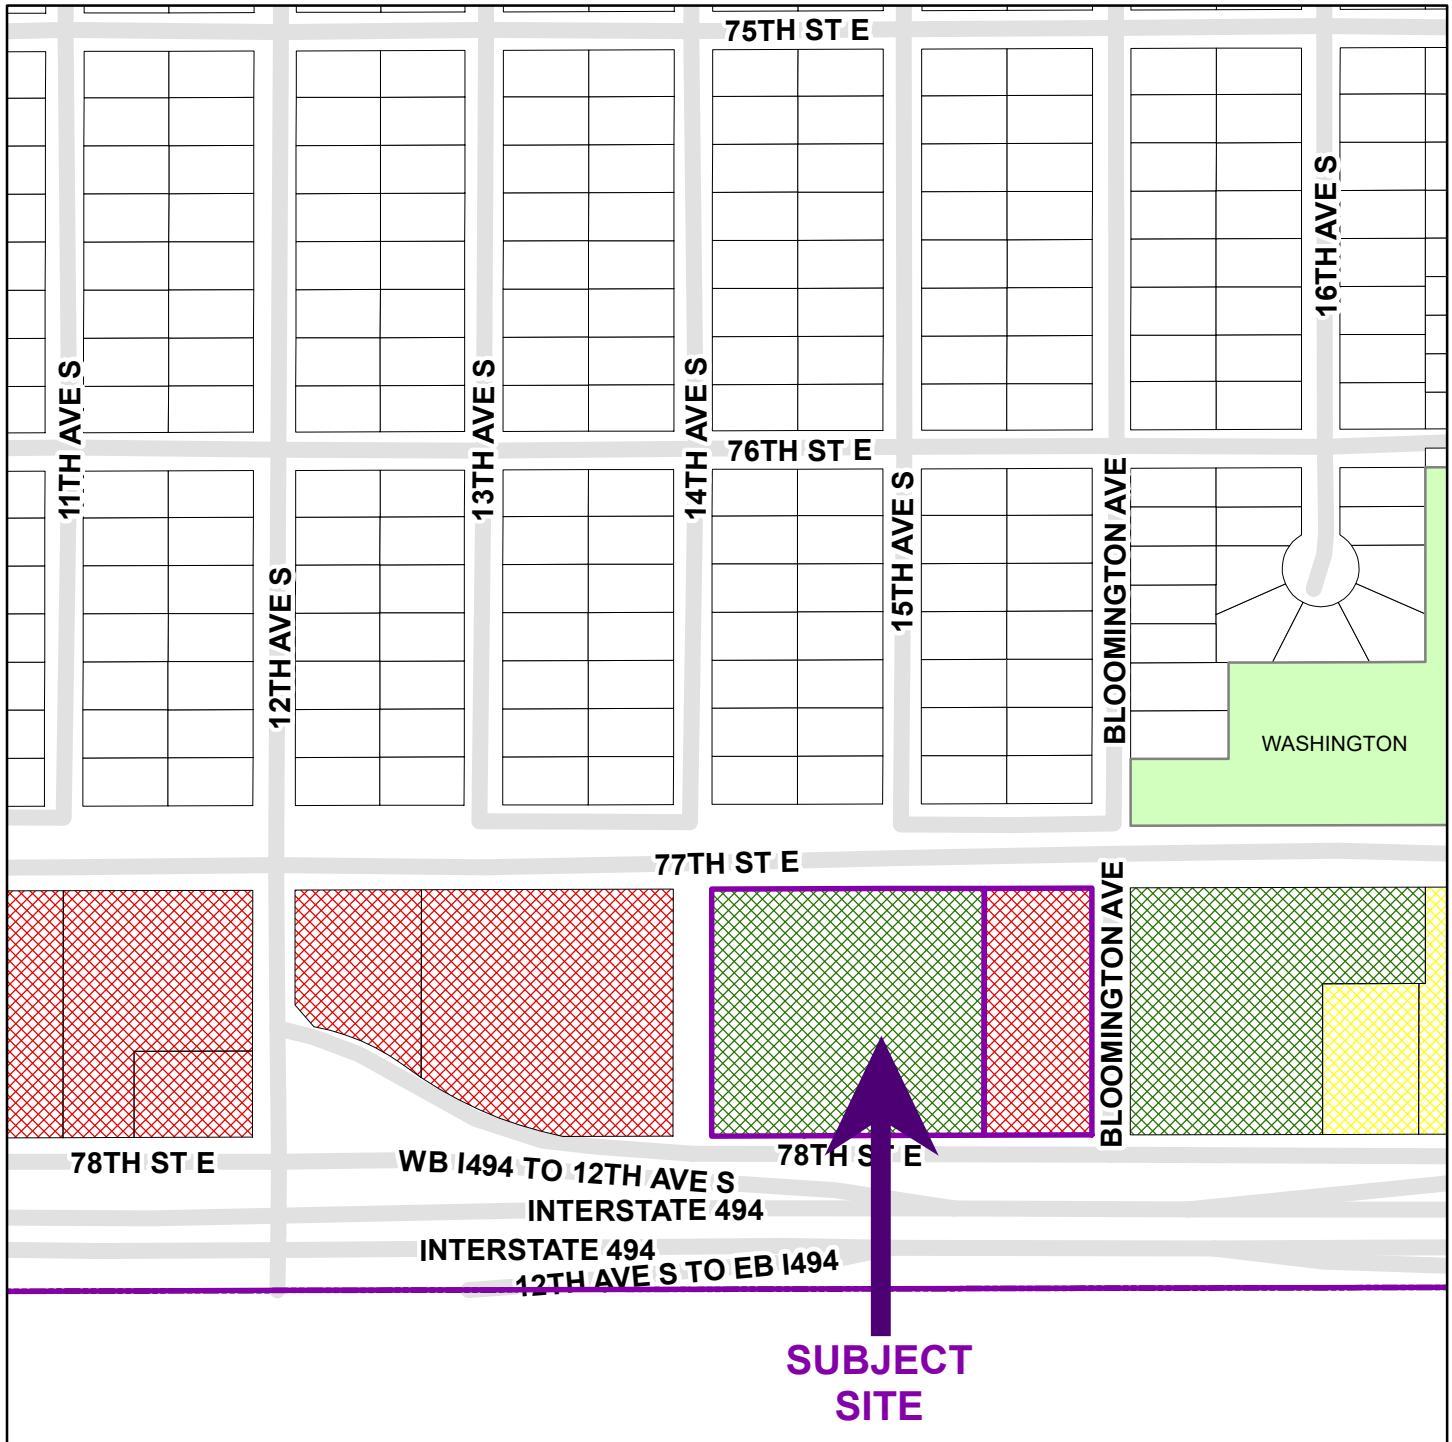 75TH ST E
16TH AVE S
11TH AVE S
13TH AVE S
14TH AVE S
76TH ST E
15TH AVE S
BLOOMINGTON AVE
12TH AVE S
WASHINGTON
77TH ST E
BLOOMINGTON AVE
78TH ST E
WB I494 TO 12TH AVE S
78TH ST E
INTERSTATE 494
INTERSTATE 494
12TH AVE S TO EB I494
SUBJECT
SITE